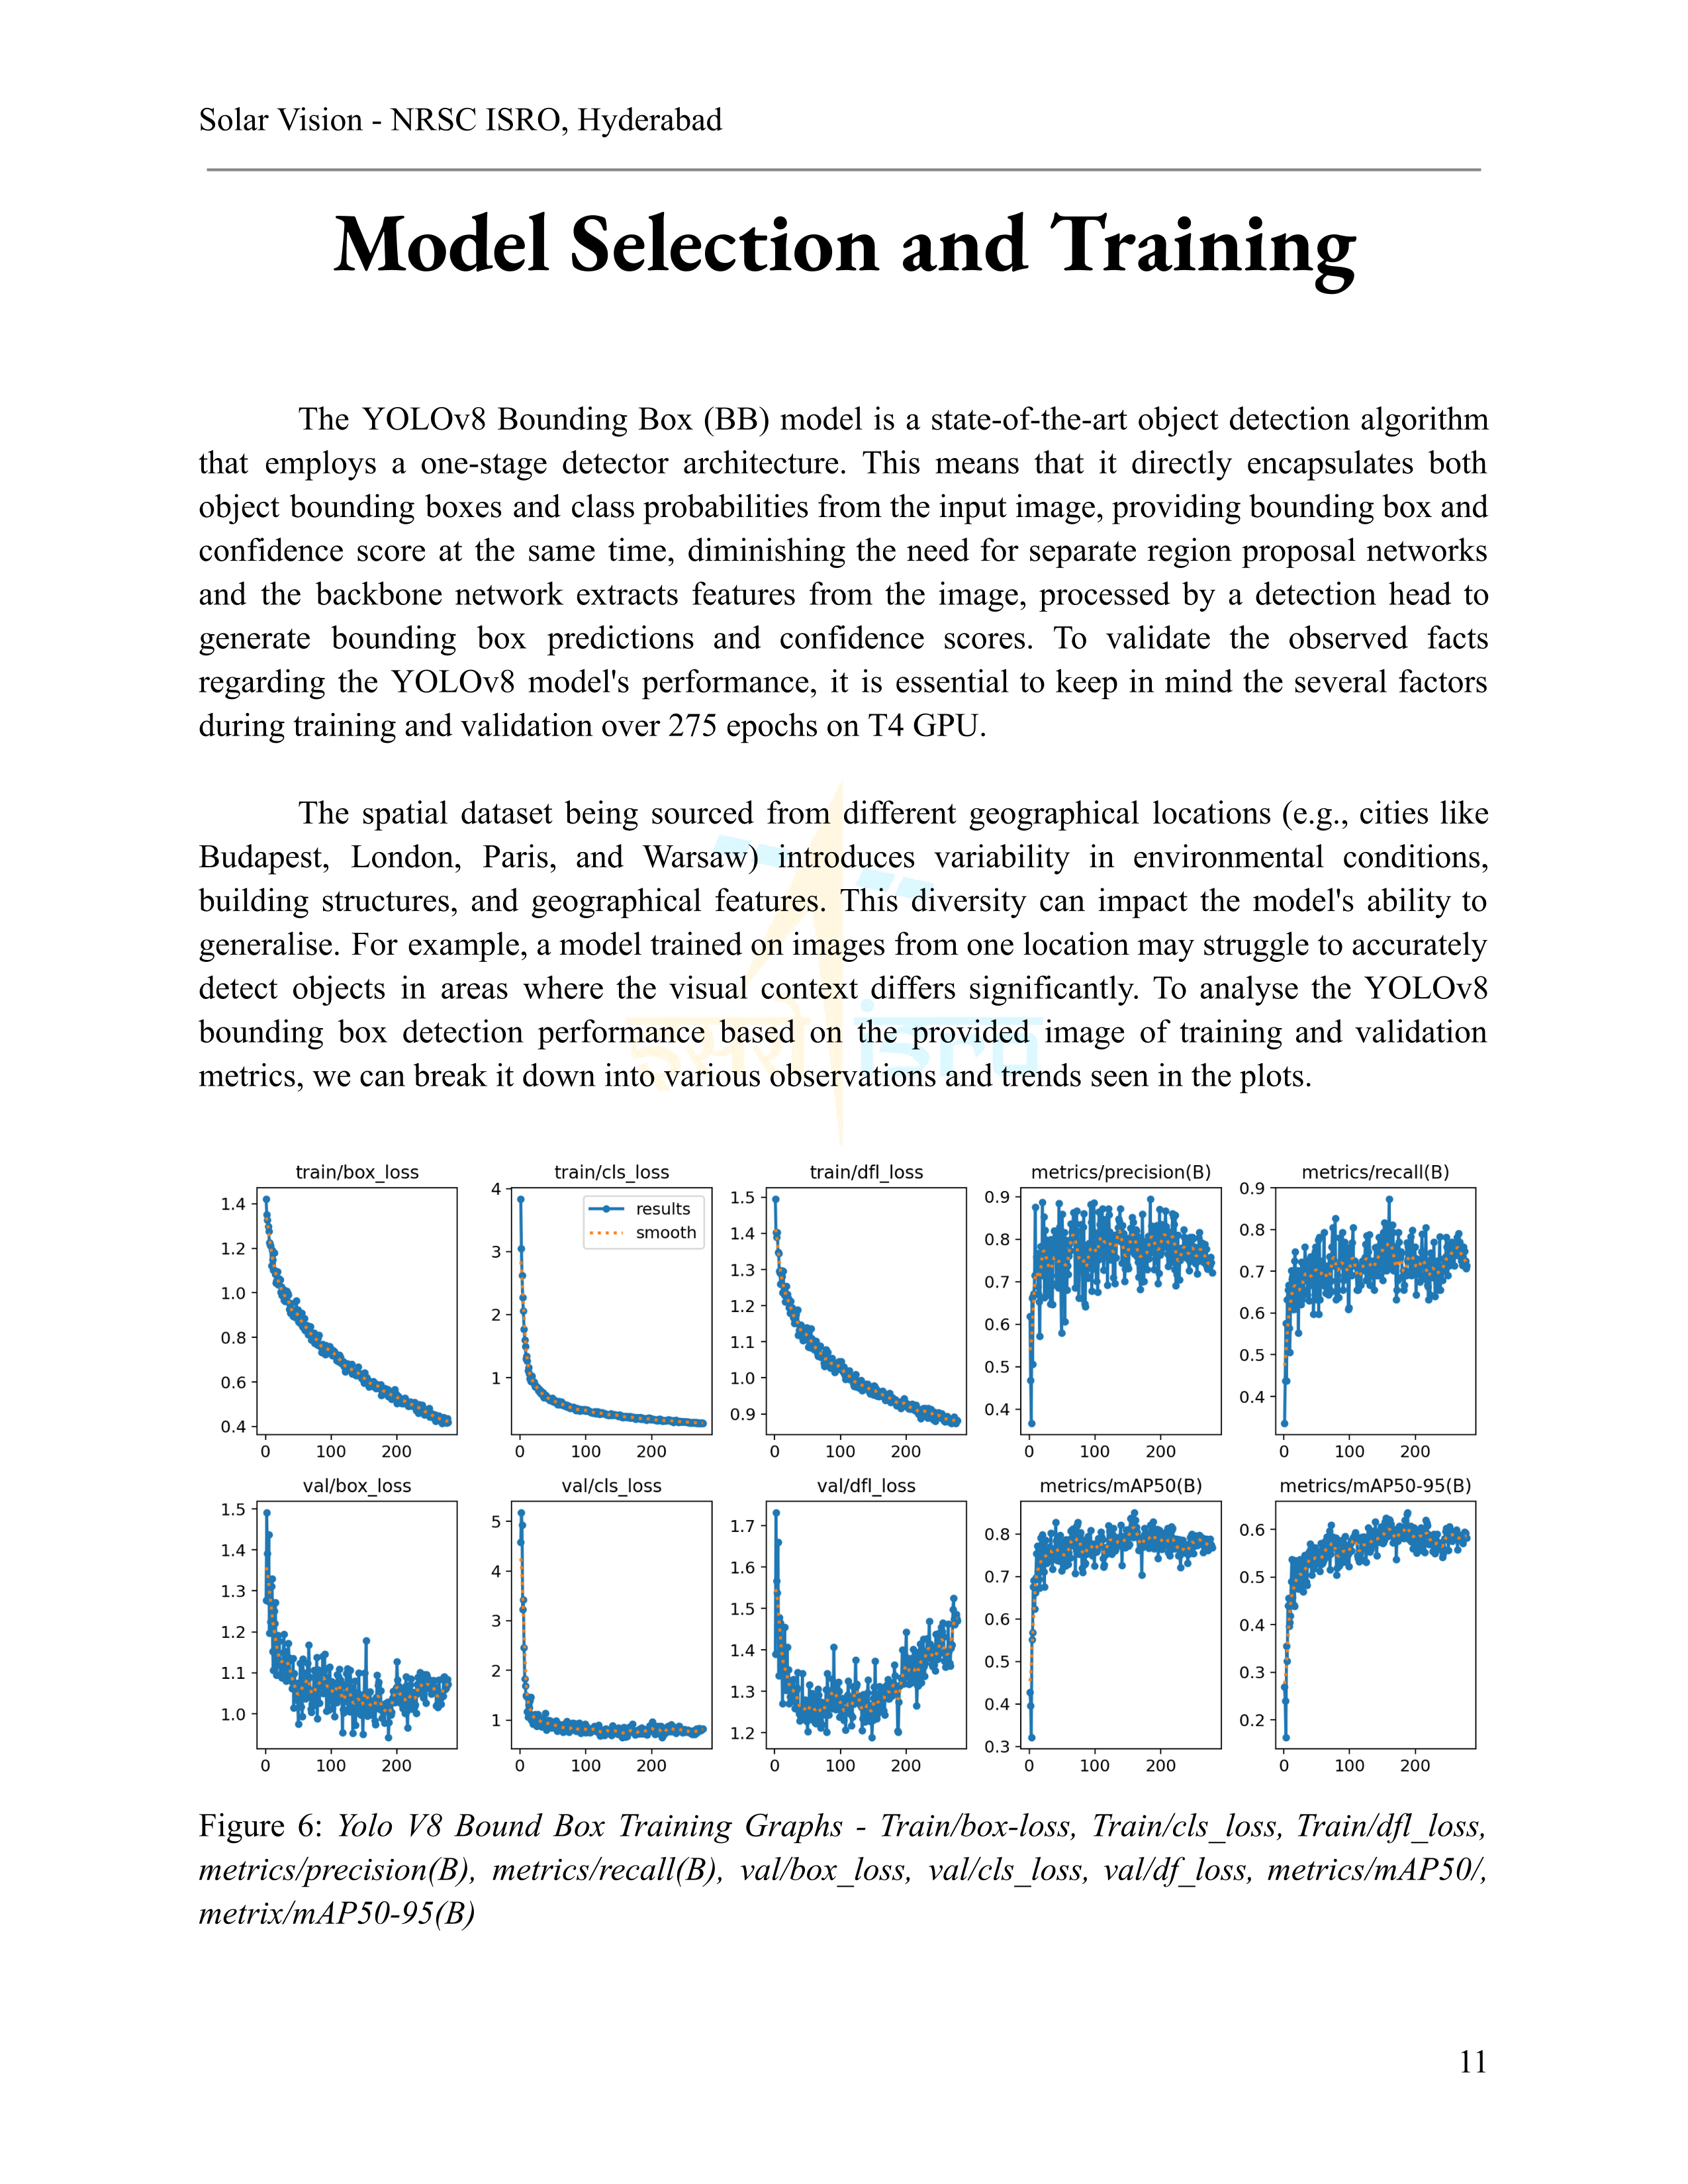 Solar Vision - NRSC ISRO, Hyderabad
Model Selection and Training
The YOLOv8 Bounding Box (BB) model is a state-of-the-art object detection algorithm
that employs a one-stage detector architecture. This means that it directly encapsulates both
object bounding boxes and class probabilities from the input image, providing bounding box and
confidence score at the same time, diminishing the need for separate region proposal networks
and the backbone network extracts features from the image, processed by a detection head to
generate bounding box predictions and confidence scores. To validate the observed facts
regarding the YOLOv8 model's performance, it is essential to keep in mind the several factors
during training and validation over 275 epochs on T4 GPU.
The spatial dataset being sourced from different geographical locations (e.g., cities like
Budapest, London, Paris, and Warsaw) introduces variability in environmental conditions,
building structures, and geographical features. This diversity can impact the model's ability to
generalise. For example, a model trained on images from one location may struggle to accurately
detect objects in areas where the visual context differs significantly. To analyse the YOLOv8
bounding box detection performance based on the provided image of training and validation
metrics, we can break it down into various observations and trends seen in the plots.
इसरो isro
train/box_loss train/cls_loss train/dfl_loss metrics/precision(B) metrics/recall(B)
1.4 1.2 1.0 0.8 0.6 0.4
4 3 2 1
results
smooth
1.5 1.4 1.3 1.2 1.1 1.0 0.9
0.9 0.8 0.7 0.6 0.5 0.4
0.9 0.8 0.7 0.6 0.5 0.4
0 100 200 0 100 200 0 100 200 0 100 200 0 100 200
val/box_loss val/cls_loss val/dfl_loss metrics/mAP50(B) metrics/mAP50-95(B)
1.5 1.4 1.3 1.2 1.1 1.0
5 4 3 2 1
1.7 1.6 1.5 1.4 1.3 1.2
0.8 0.7 0.6 0.5 0.4 0.3
0.6 0.5 0.4 0.3 0.2
0 100 200 0 100 200 0 100 200 0 100 200 0 100 200
Figure 6: Yolo V8 Bound Box Training Graphs - Train/box-loss, Train/cls_loss, Train/dfl_loss,
metrics/precision(B), metrics/recall(B), val/box_loss, val/cls_loss, val/df_loss, metrics/mAP50/,
metrix/mAP50-95(B)
11